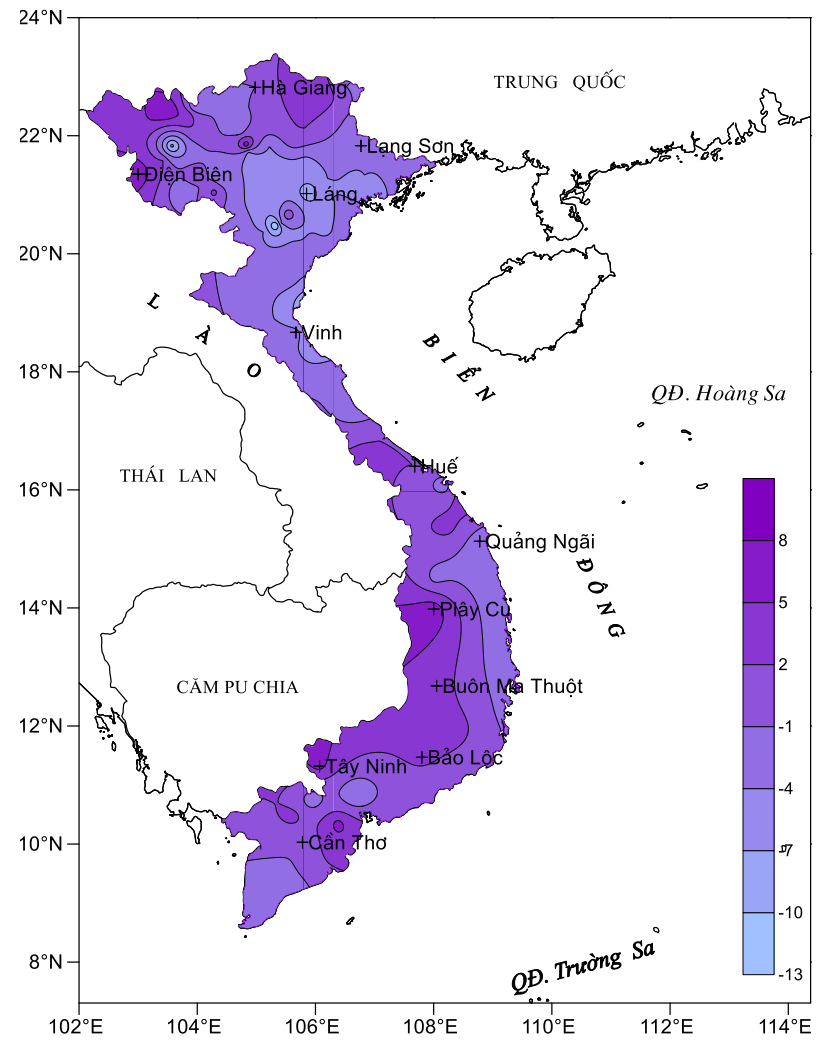 24°N
TRUNG QUỐC
Hà Giang
22°N
Lạng Sơn
Điện Biên
Láng
20°N
L À O
Vinh
BIỂN
18°N
QĐ. Hoàng Sa
THÁI LAN
Huế
16°N
Quảng Ngãi
8
ĐÔNG
5
14°N
Plây Cu
2
CĂM PU CHIA
Buôn Ma Thuột
12°N
-1
Bảo Lộc
Tây Ninh
-4
10°N
Cần Thơ
-7
-10
8°N
QĐ. Trường Sa
-13
102°E 104°E 106°E 108°E 110°E 112°E 114°E